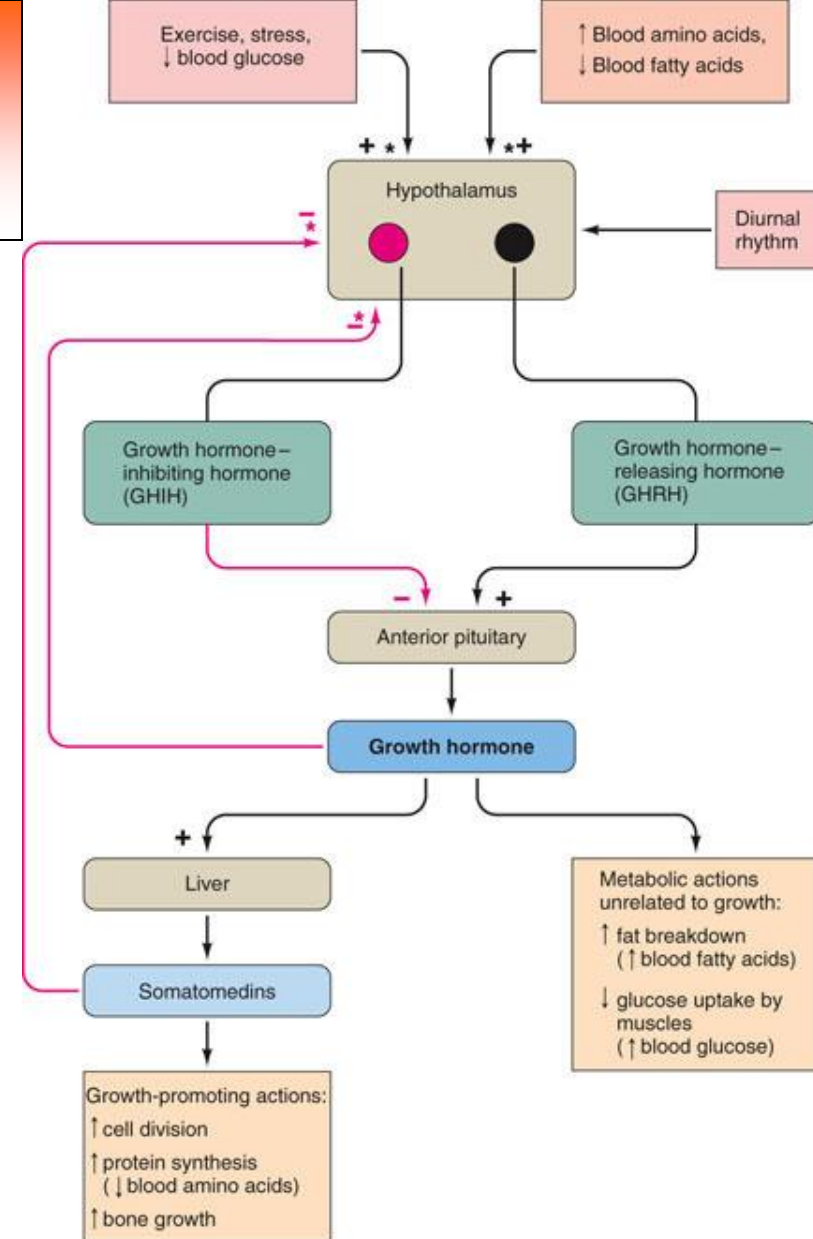 Exercise, stress,
↓ blood glucose
↑ Blood amino acids,
↓ Blood fatty acids
+ *
*+
Hypothalamus
Diurnal
rhythm
– *
– *
Growth hormone–
inhibiting hormone
(GHIH)
Growth hormone–
releasing hormone
(GHRH)
–
+
Anterior pituitary
Growth hormone
+
Liver
Metabolic actions
unrelated to growth:
↑ fat breakdown
(↑ blood fatty acids)
↓ glucose uptake by
muscles
(↑ blood glucose)
Somatomedins
Growth-promoting actions:
↑ cell division
↑ protein synthesis
(↓ blood amino acids)
↑ bone growth